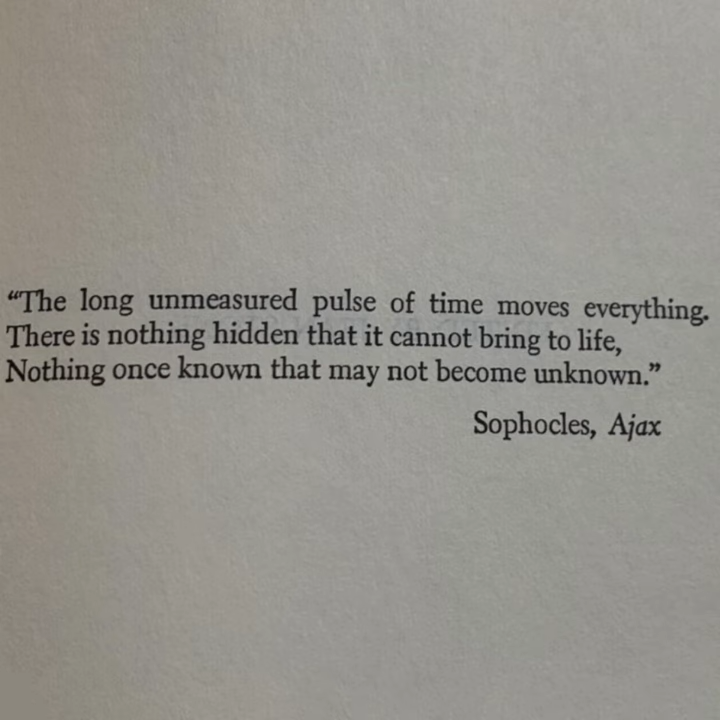 “The long unmeasured pulse of time moves everything.
There is nothing hidden that it cannot bring to life,
Nothing once known that may not become unknown.”
Sophocles, Ajax